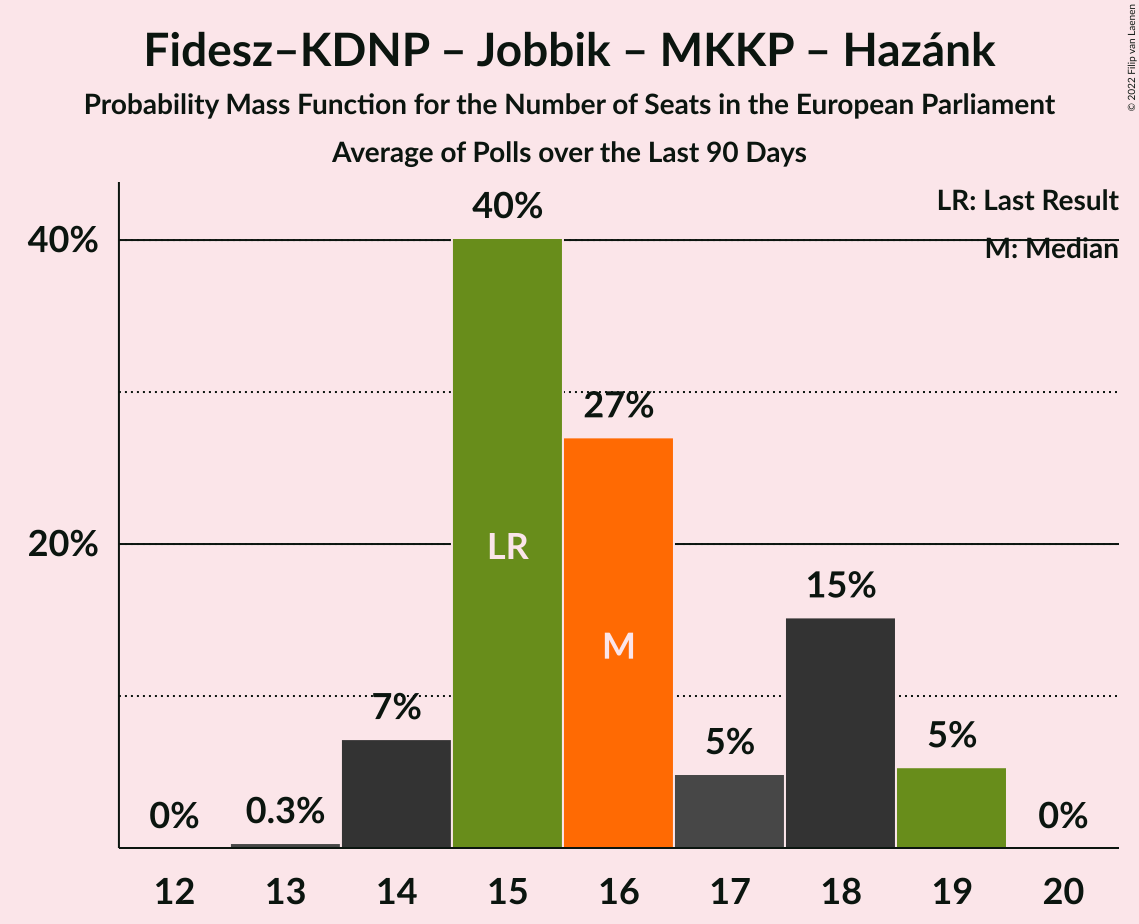 Fidesz–KDNP – Jobbik – MKKP – Hazánk
Probability Mass Function for the Number of Seats in the European Parliament
Average of Polls over the Last 90 Days
© 2022 Filip van Laenen
LR: Last Result
M: Median
40%
20%
0%
0.3%
7%
40%
27%
5%
15%
5%
0%
LR
M
12 13 14 15 16 17 18 19 20